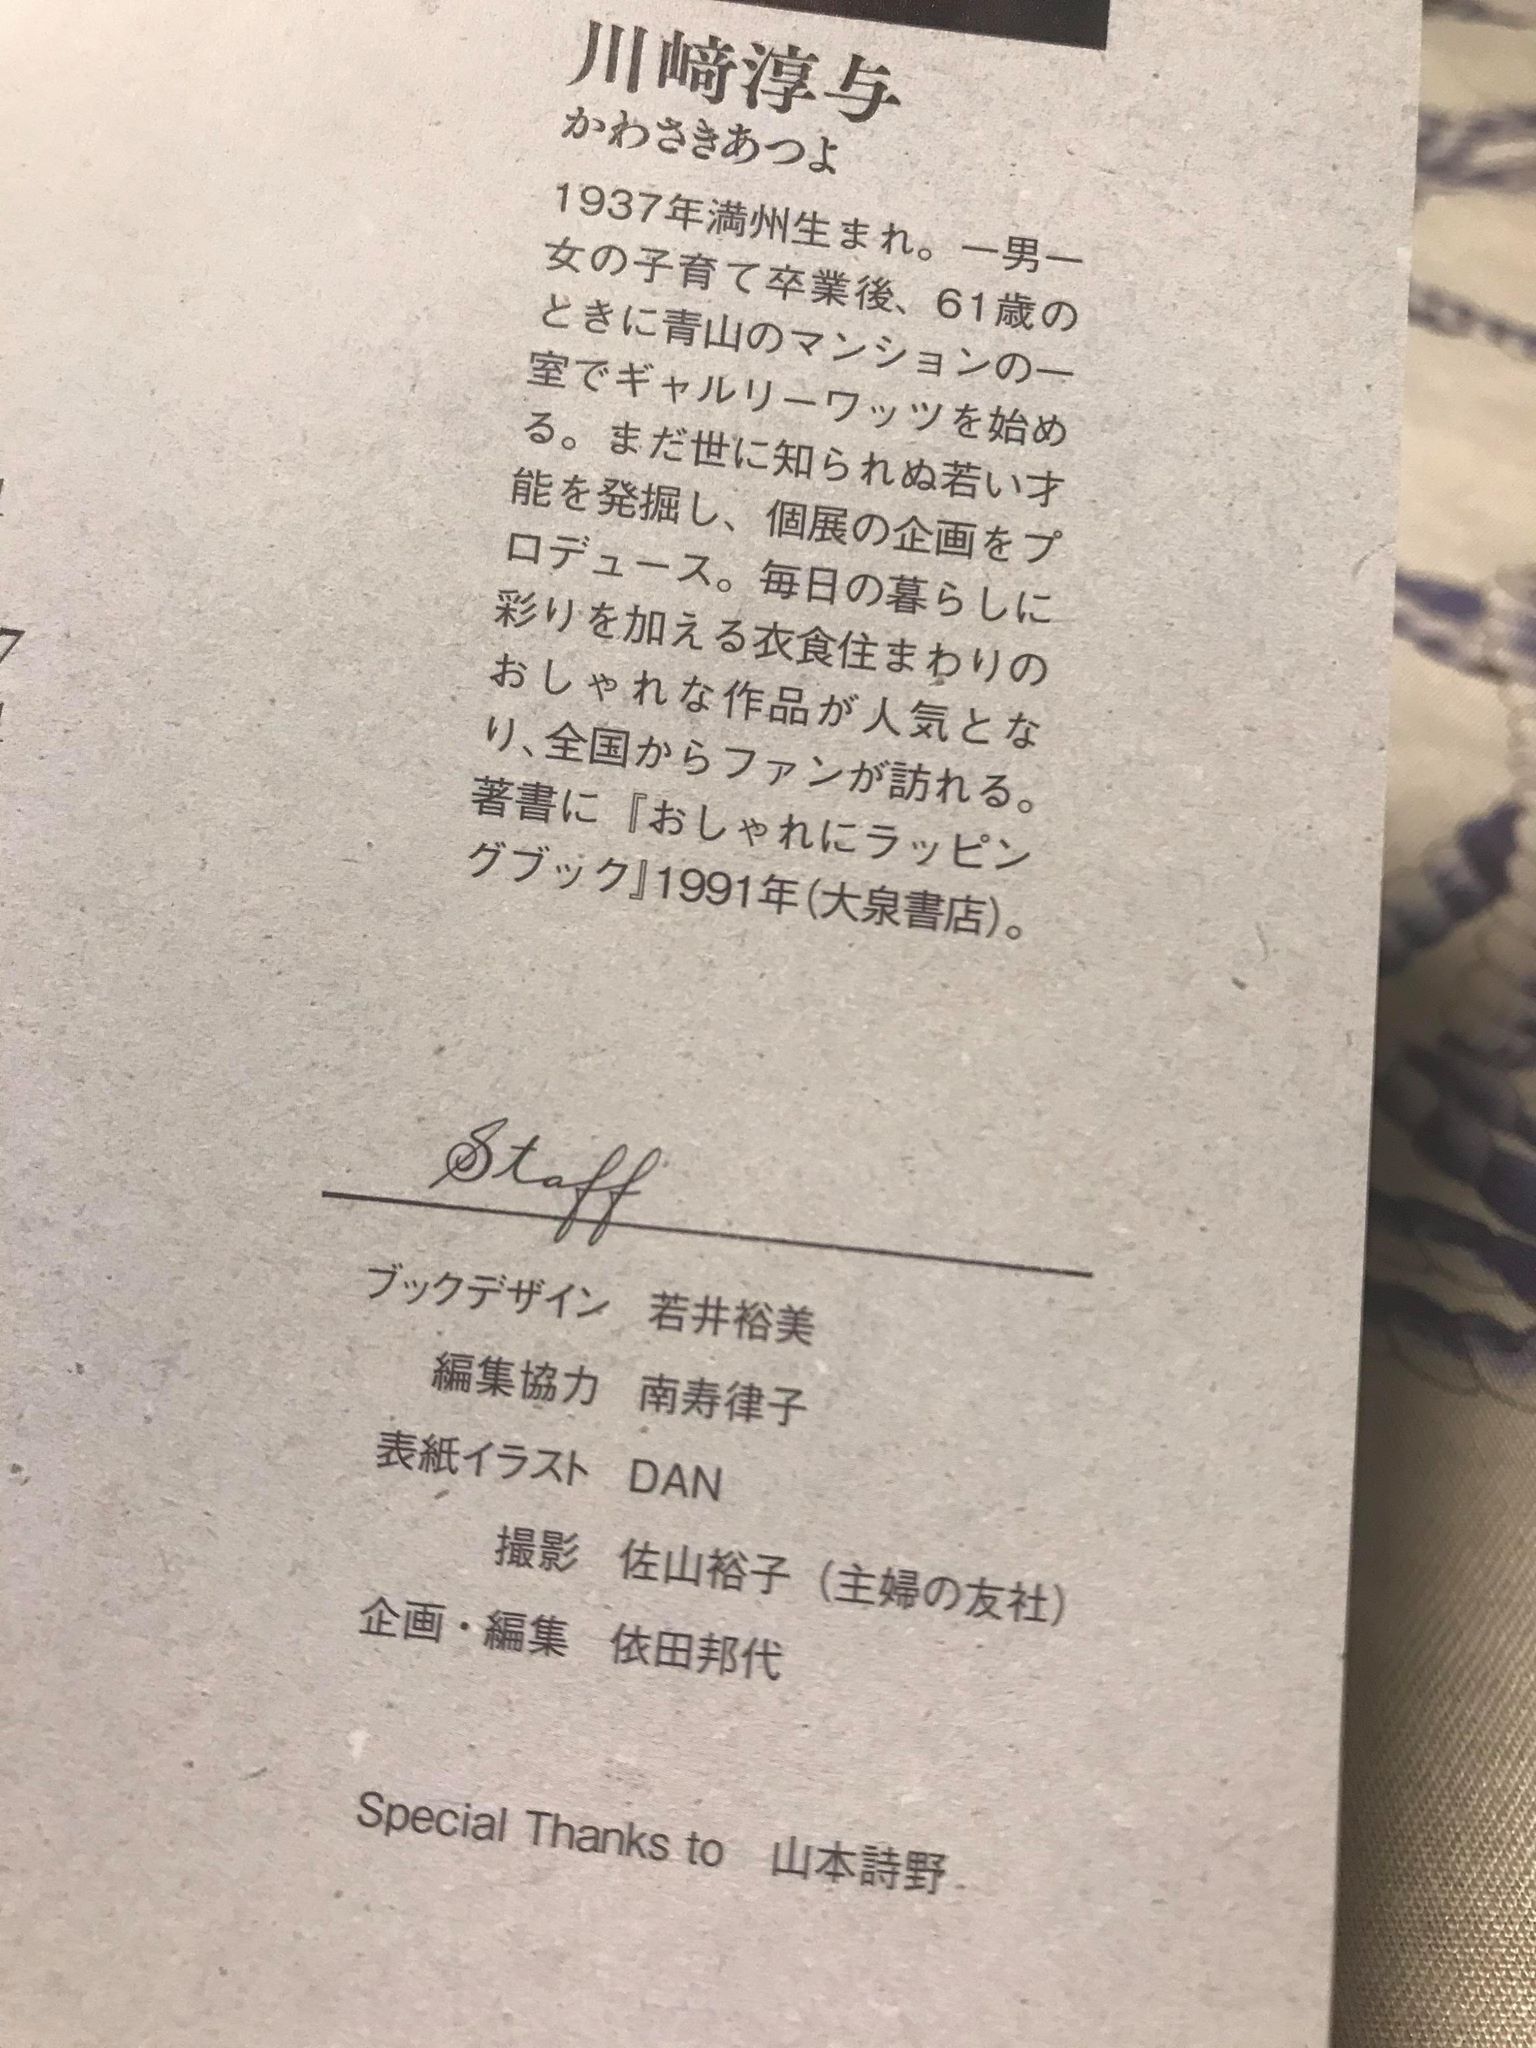 川﨑淳与
かわさきあつよ
1937年満州生まれ。一男一
女の子育て卒業後、61歳の
ときに青山のマンションの一
室でギャルリーワッツを始め
る。まだ世に知られぬ若い才
能を発掘し、個展の企画をプ
ロデュース。毎日の暮らしに
彩りを加える衣食住まわりの
おしゃれな作品が人気とな
り、全国からファンが訪れる。
著書に『おしゃれにラッピン
グブック』1991年(大泉書店)。
Staff
ブックデザイン　若井裕美
編集協力　南寿律子
表紙イラスト　DAN
撮影　佐山裕子（主婦の友社）
企画・編集　依田邦代
Special Thanks to　山本詩野